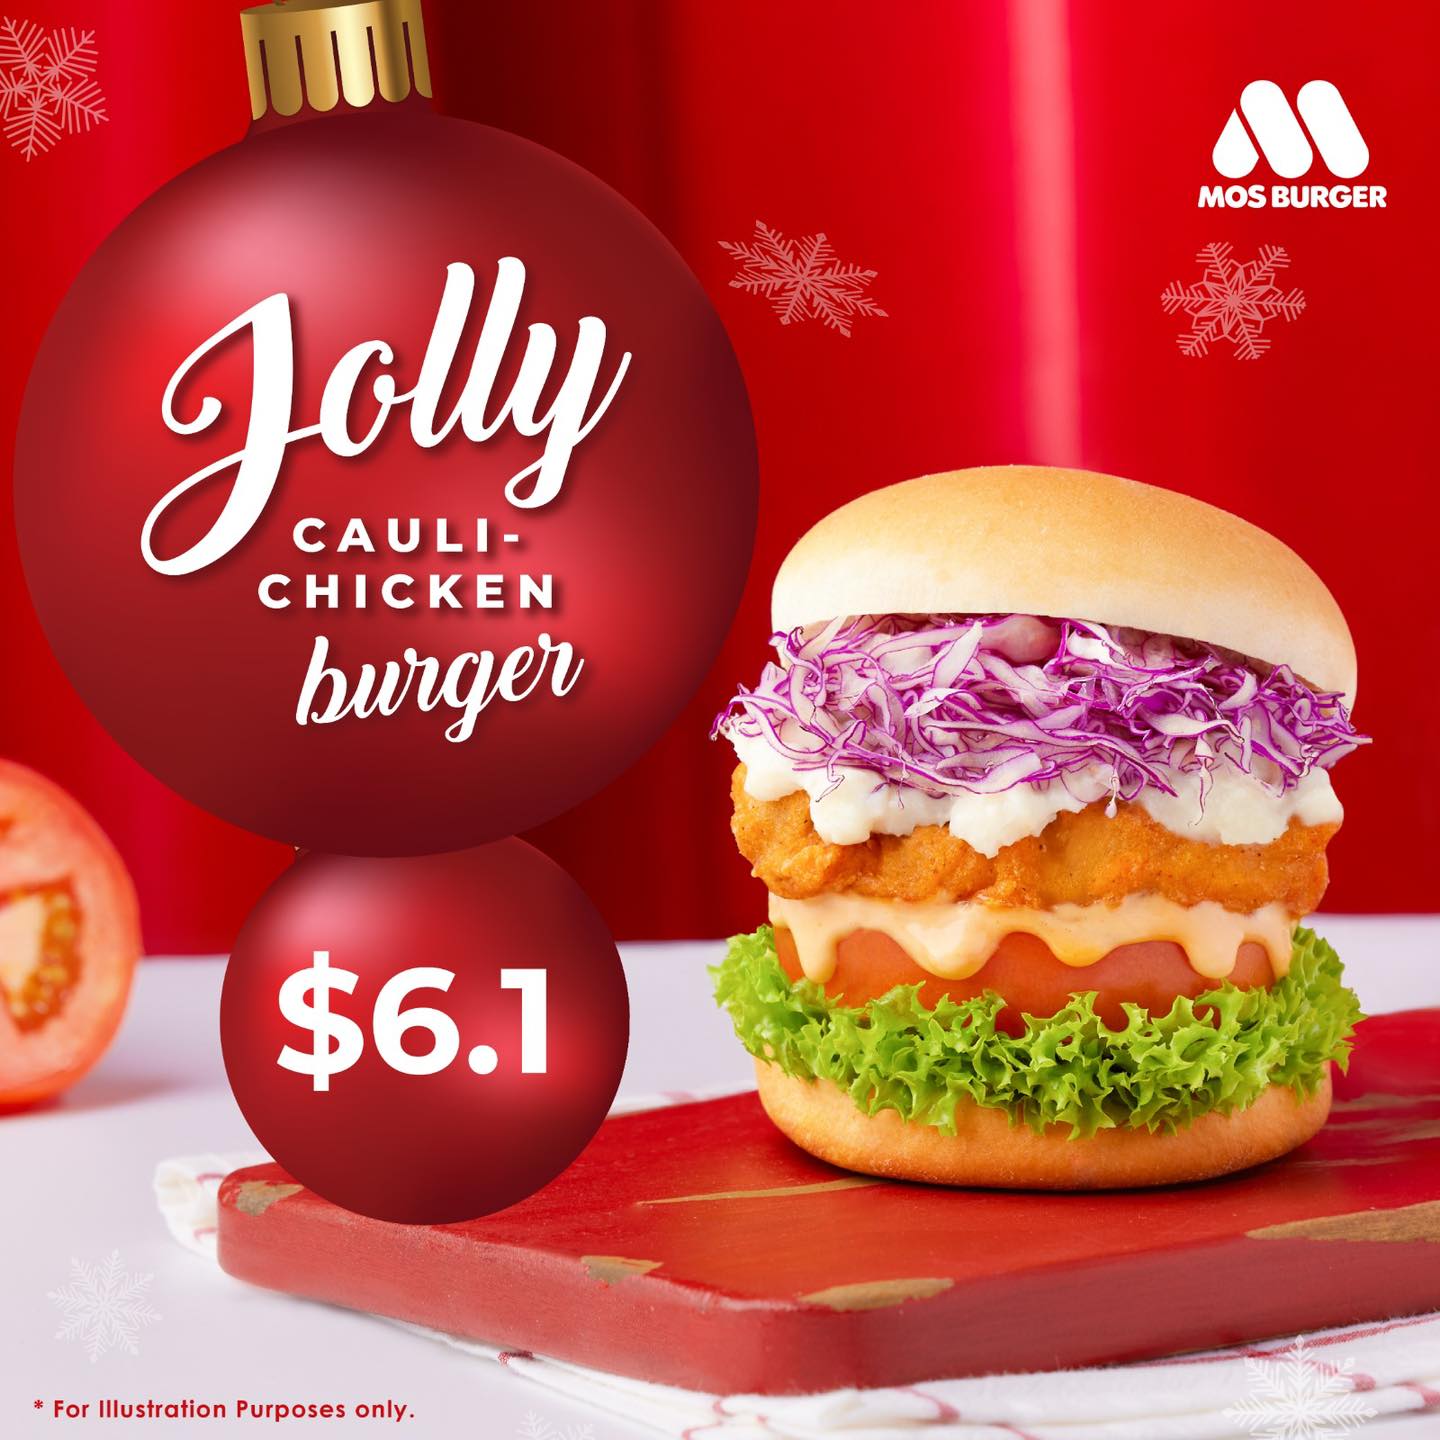 MOS BURGER
Jolly
CAULI-
CHICKEN
burger
$6.1
* For Illustration Purposes only.